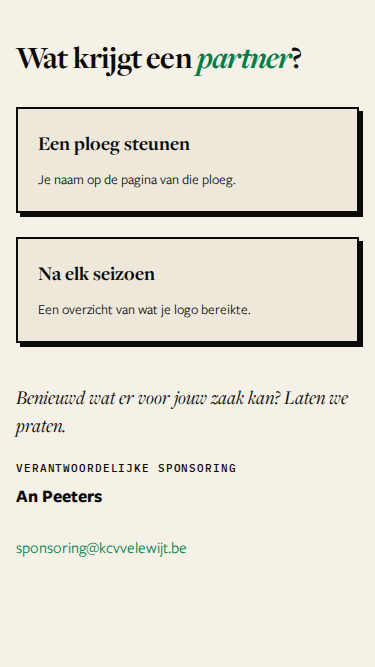 Wat krijgt een partner?
Een ploeg steunen
Je naam op de pagina van die ploeg.
Na elk seizoen
Een overzicht van wat je logo bereikte.
Benieuwd wat er voor jouw zaak kan? Laten we
praten.
VERANTWOORDELIJKE SPONSORING
An Peeters
sponsoring@kcvvelewijt.be